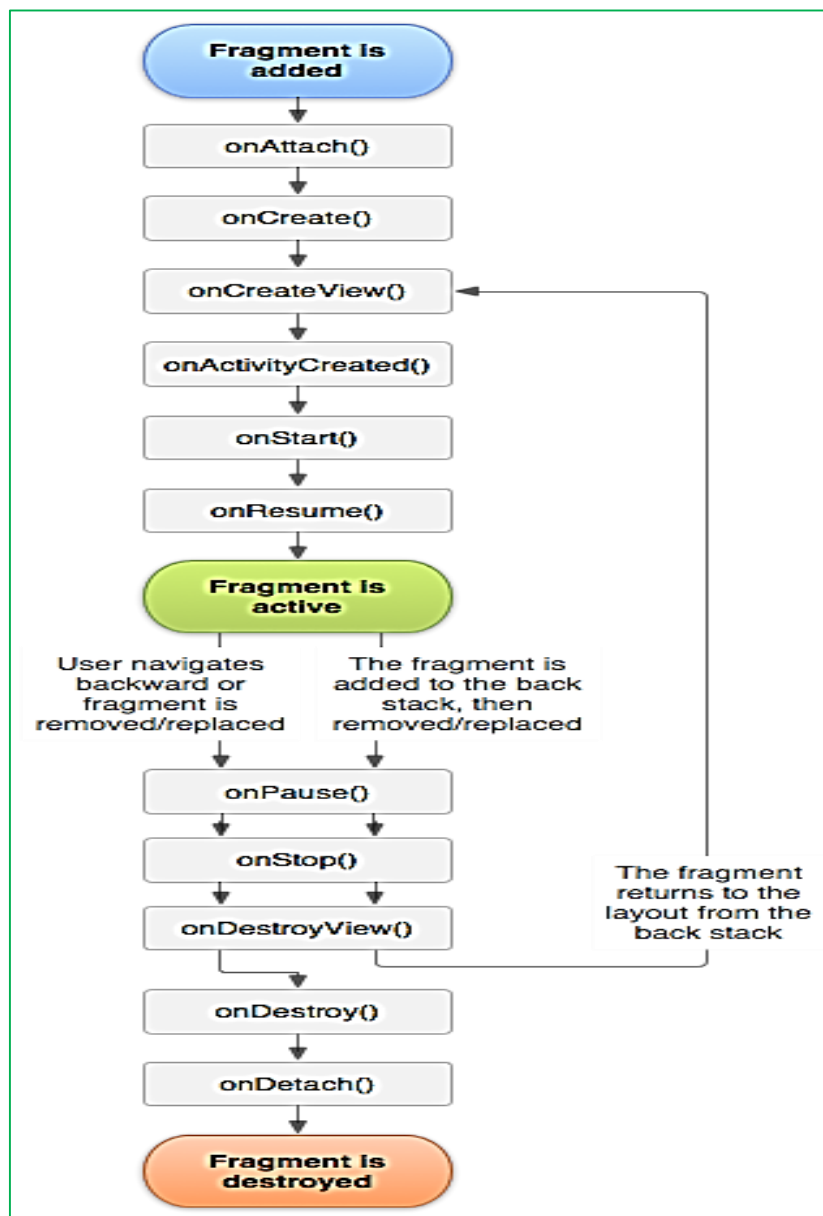 Fragment is
added
onAttach()
onCreate()
onCreateView()
onActivityCreated()
onStart()
onResume()
Fragment is
active
User navigates
backward or
fragment is
removed/replaced
The fragment is
added to the back
stack, then
removed/replaced
onPause()
onStop()
onDestroyView()
The fragment
returns to the
layout from the
back stack
onDestroy()
onDetach()
Fragment is
destroyed